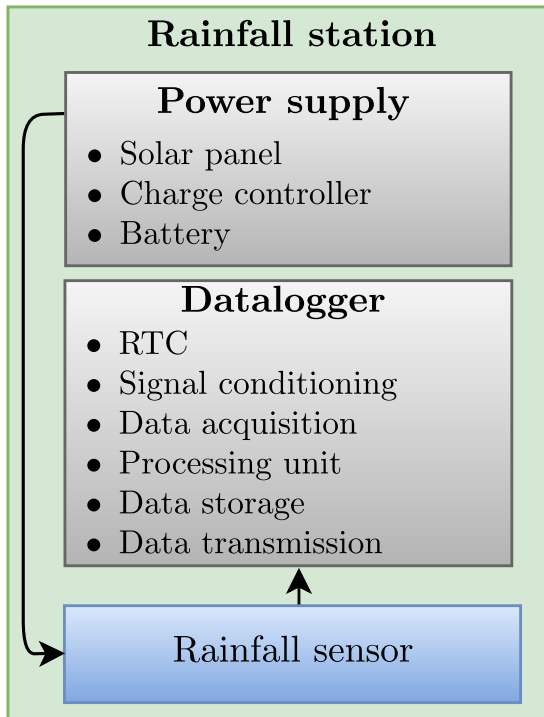 Rainfall station
Power supply
• Solar panel
• Charge controller
• Battery
Datalogger
• RTC
• Signal conditioning
• Data acquisition
• Processing unit
• Data storage
• Data transmission
Rainfall sensor